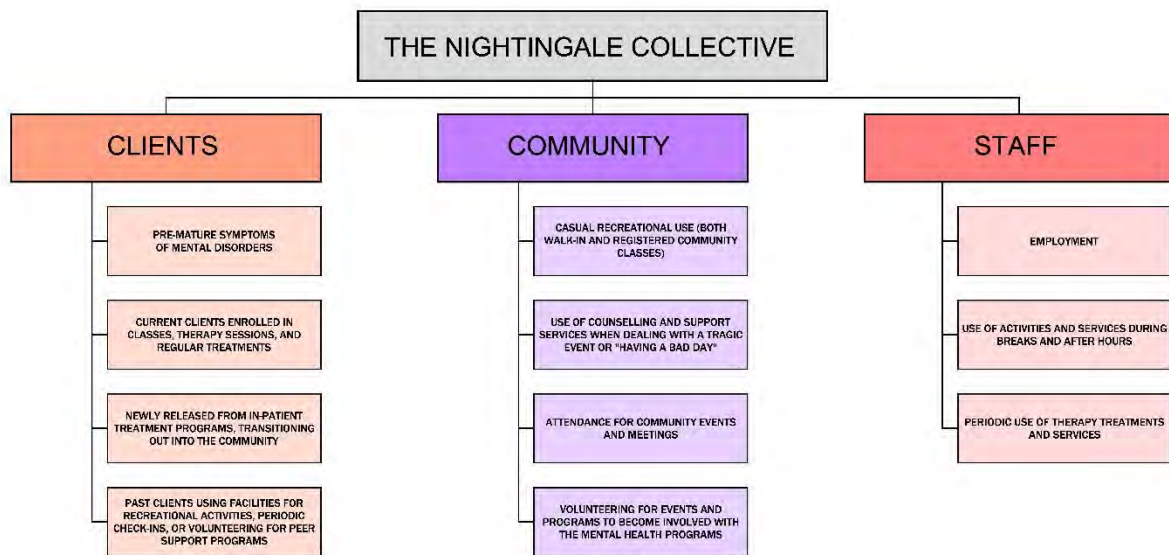 THE NIGHTINGALE COLLECTIVE
CLIENTS
PRE-MATURE SYMPTOMS
OF MENTAL DISORDERS
CURRENT CLIENTS ENROLLED IN
CLASSES, THERAPY SESSIONS, AND
REGULAR TREATMENTS
NEWLY RELEASED FROM IN-PATIENT
TREATMENT PROGRAMS, TRANSITIONING
OUT INTO THE COMMUNITY
PAST CLIENTS USING FACILITIES FOR
RECREATIONAL ACTIVITIES, PERIODIC
CHECK-INS, OR VOLUNTEERING FOR PEER
SUPPORT PROGRAMS
COMMUNITY
CASUAL RECREATIONAL USE (BOTH
WALK-IN AND REGISTERED COMMUNITY
CLASSES)
USE OF COUNSELLING AND SUPPORT
SERVICES WHEN DEALING WITH A TRAGIC
EVENT OR "HAVING A BAD DAY"
ATTENDANCE FOR COMMUNITY EVENTS
AND MEETINGS
VOLUNTEERING FOR EVENTS AND
PROGRAMS TO BECOME INVOLVED WITH
THE MENTAL HEALTH PROGRAMS
STAFF
EMPLOYMENT
USE OF ACTIVITIES AND SERVICES DURING
BREAKS AND AFTER HOURS
PERIODIC USE OF THERAPY TREATMENTS
AND SERVICES